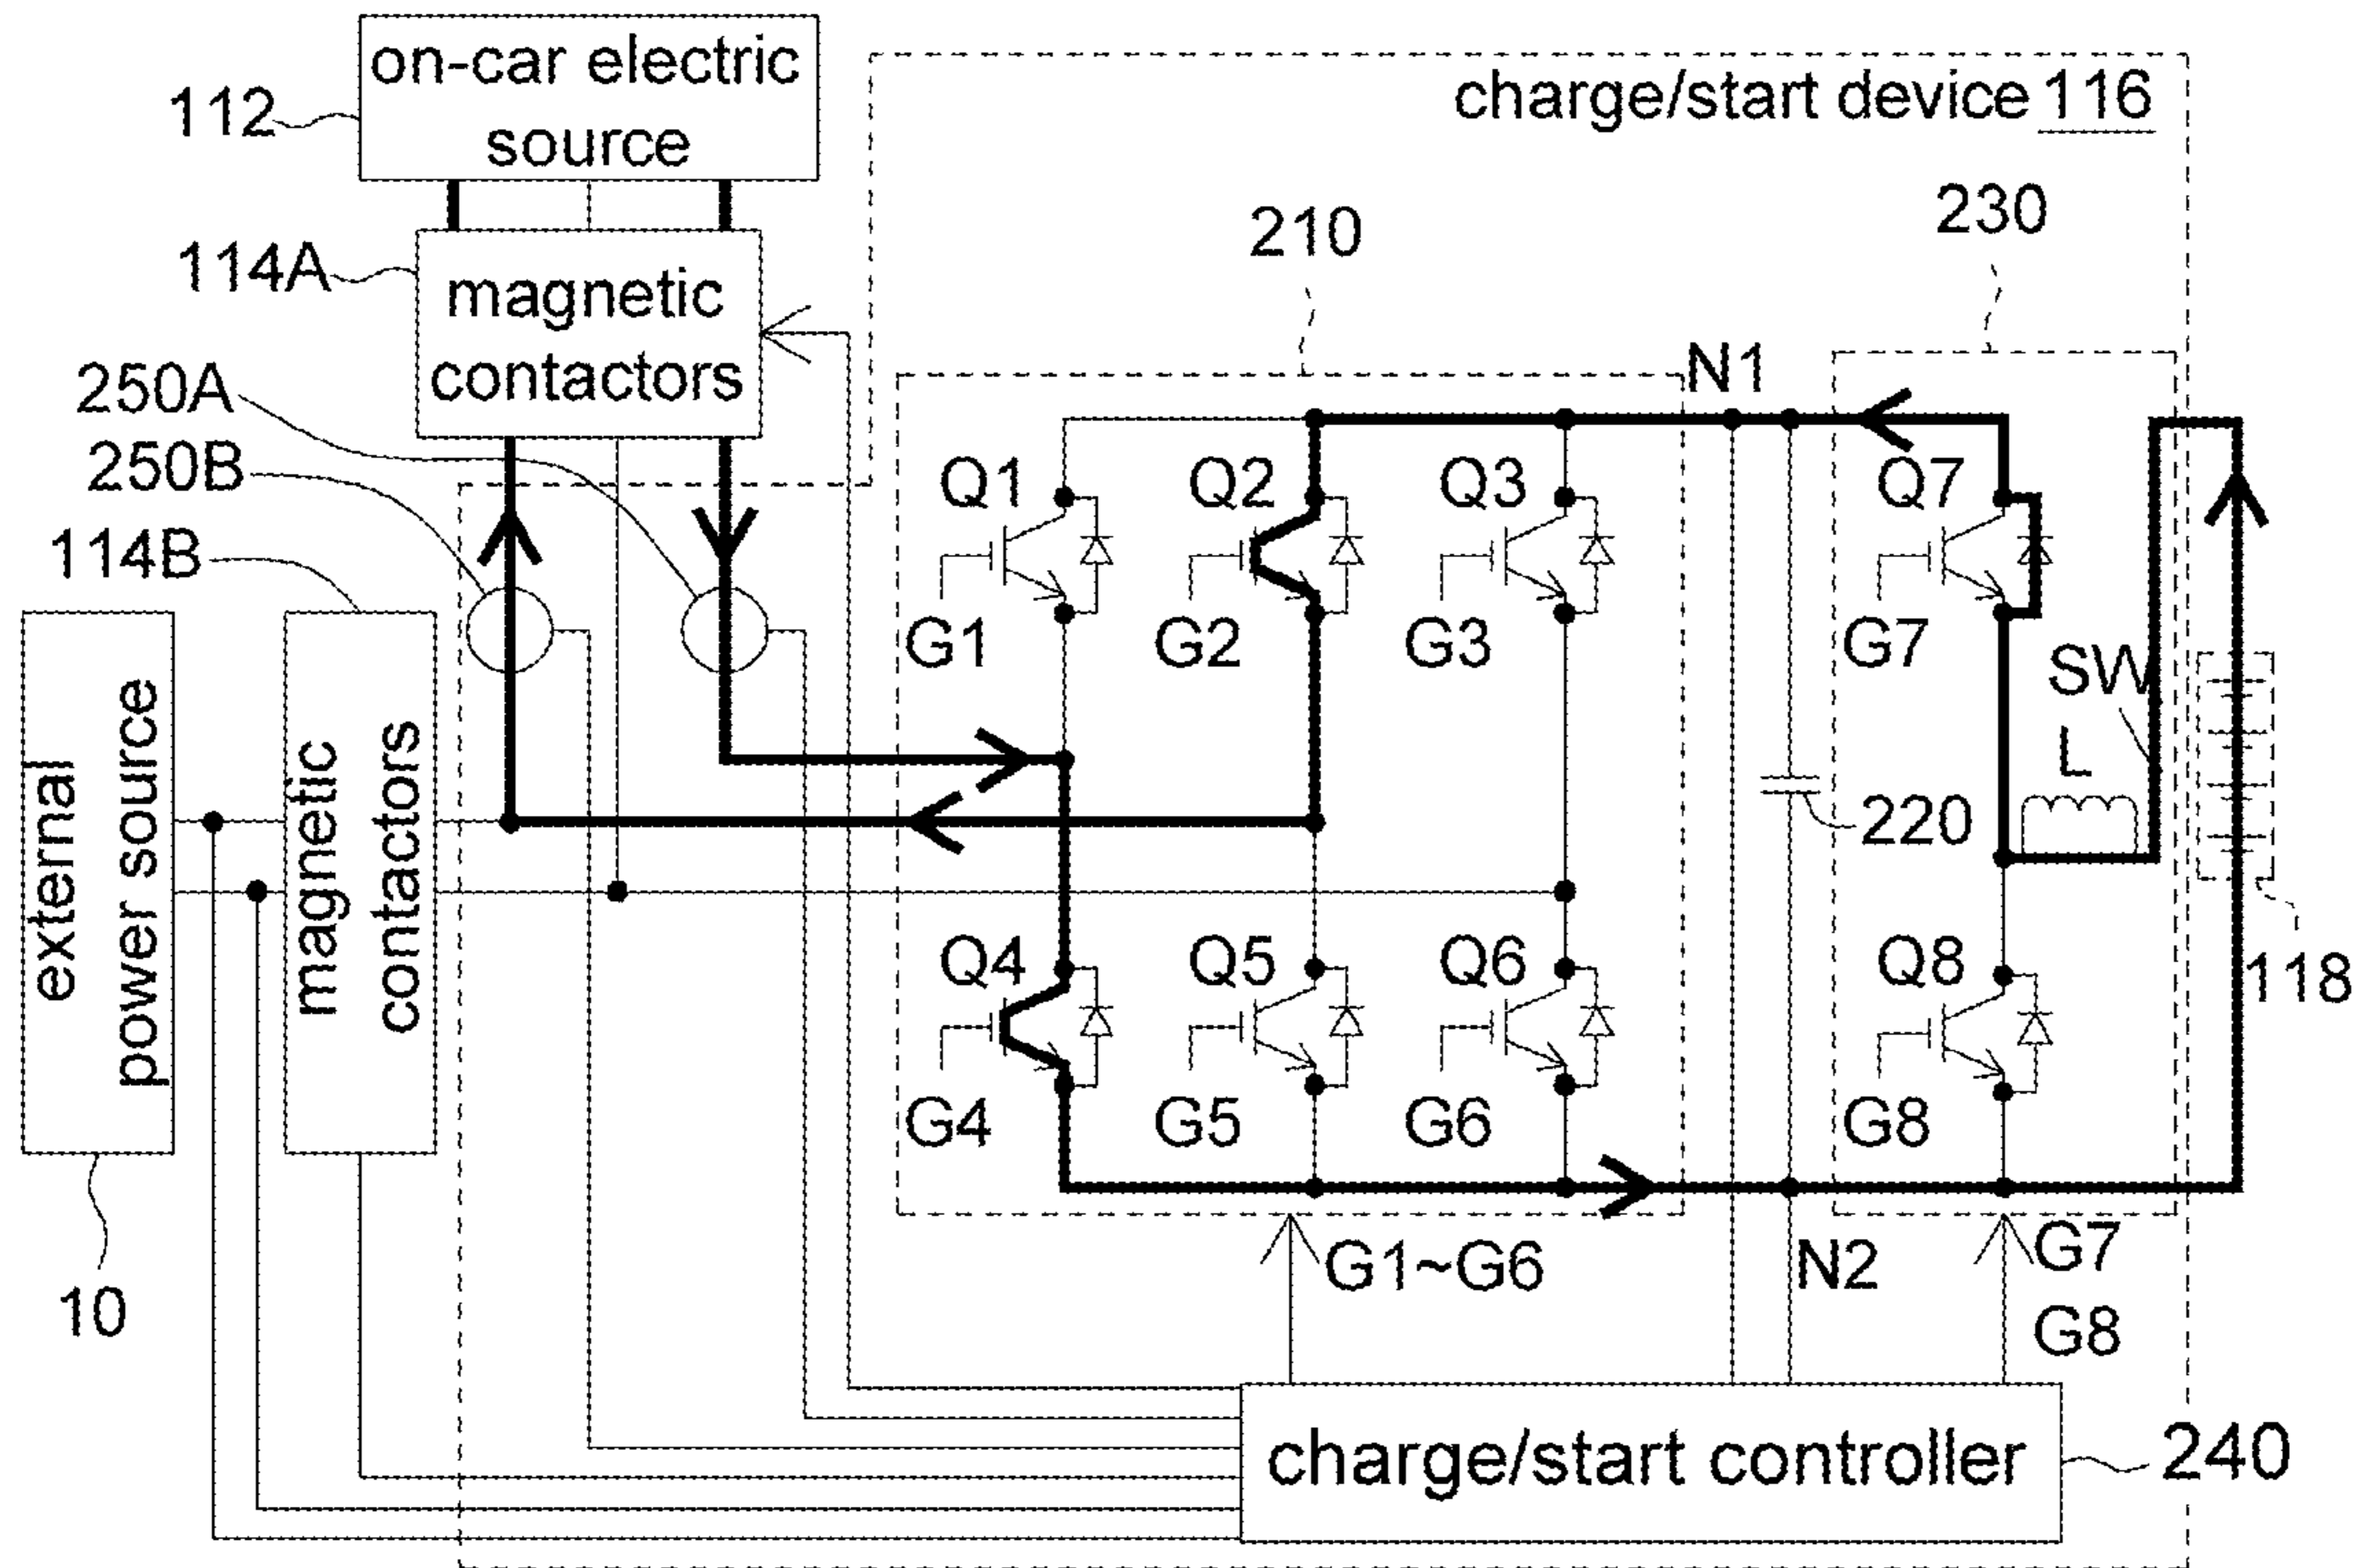 on-car electric
source
112
charge/start device 116
114A
magnetic
contactors
210
230
250A
250B
114B
N1
Q1
Q2
Q3
Q7
G1
G2
G3
G7
SW
L
220
external
power source
magnetic
contactors
Q4
Q5
Q6
Q8
118
G4
G5
G6
G8
10
G1~G6
N2
G7
G8
charge/start controller
240